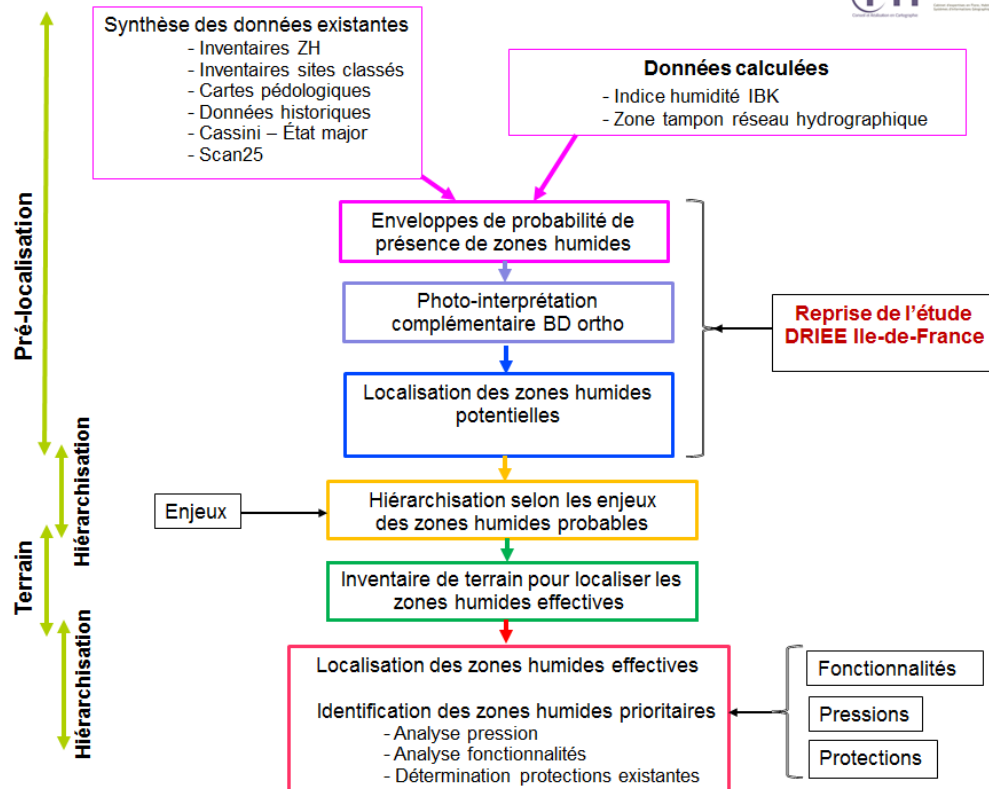 Synthèse des données existantes
- Inventaires ZH
- Inventaires sites classés
- Cartes pédologiques
- Données historiques
- Cassini – État major
- Scan25
Données calculées
- Indice humidité IBK
- Zone tampon réseau hydrographique
Pré-localisation
Enveloppes de probabilité de
présence de zones humides
Photo-interprétation
complémentaire BD ortho
Reprise de l'étude
DRIEE Ile-de-France
Localisation des zones humides
potentielles
Hiérarchisation
Enjeux
Hiérarchisation selon les enjeux
des zones humides probables
Terrain
Inventaire de terrain pour localiser les
zones humides effectives
Hiérarchisation
Localisation des zones humides effectives
Identification des zones humides prioritaires
- Analyse pression
- Analyse fonctionnalités
- Détermination protections existantes
Fonctionnalités
Pressions
Protections